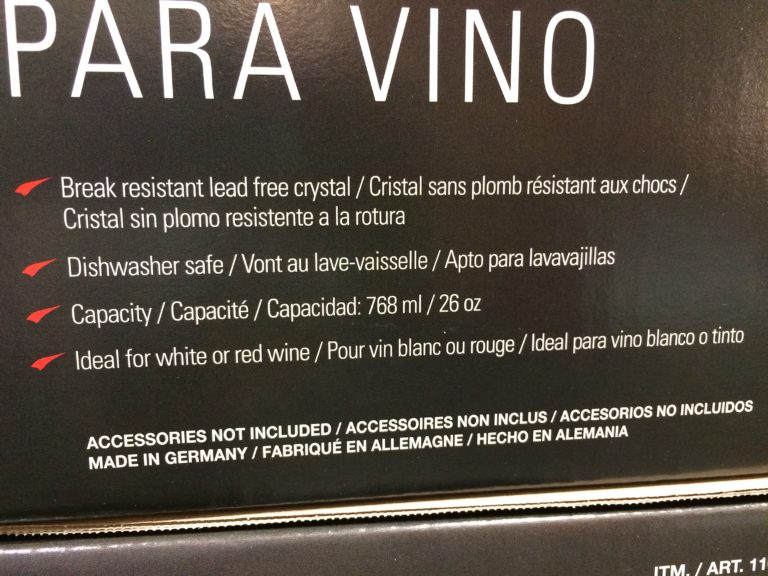 PARA VINO
Break resistant lead free crystal / Cristal sans plomb résistant aux chocs /
Cristal sin plomo resistente a la rotura
Dishwasher safe / Vont au lave-vaisselle / Apto para lavavajillas
Capacity / Capacité / Capacidad: 768 ml / 26 oz
Ideal for white or red wine / Pour vin blanc ou rouge / Ideal para vino blanco o tinto
ACCESSORIES NOT INCLUDED / ACCESSOIRES NON INCLUS / ACCESORIOS NO INCLUIDOS
MADE IN GERMANY / FABRIQUÉ EN ALLEMAGNE / HECHO EN ALEMANIA
ITM. / ART.